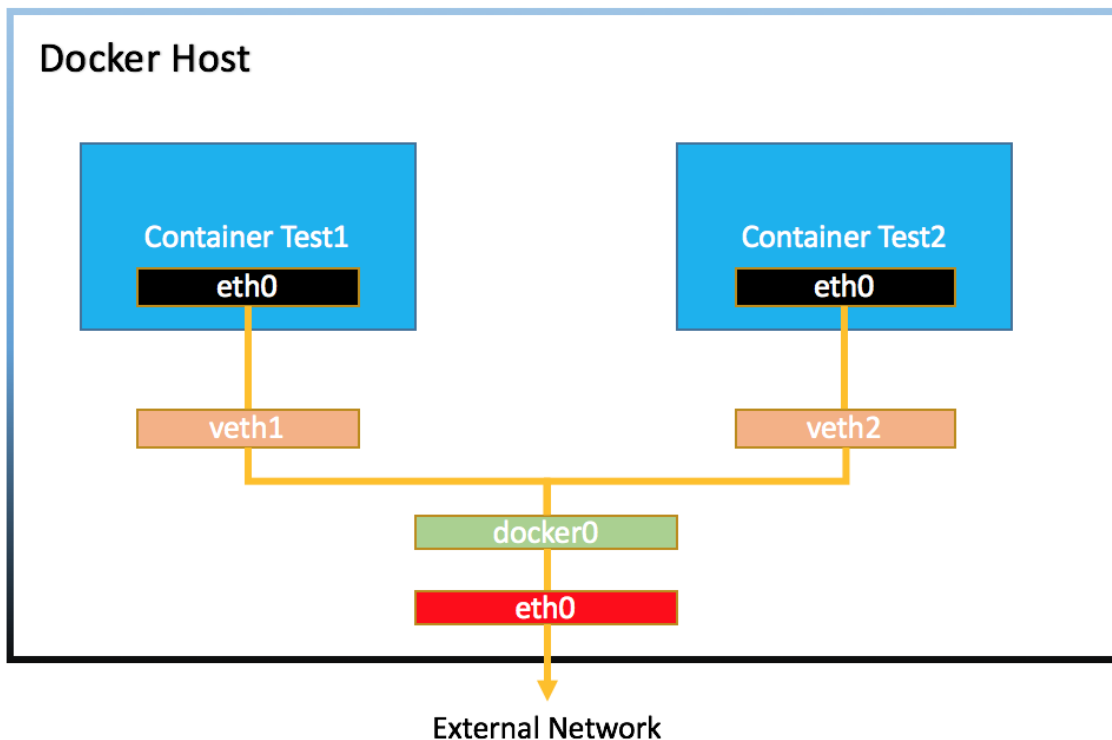 Docker Host
Container Test1
eth0
Container Test2
eth0
veth1
veth2
docker0
eth0
External Network